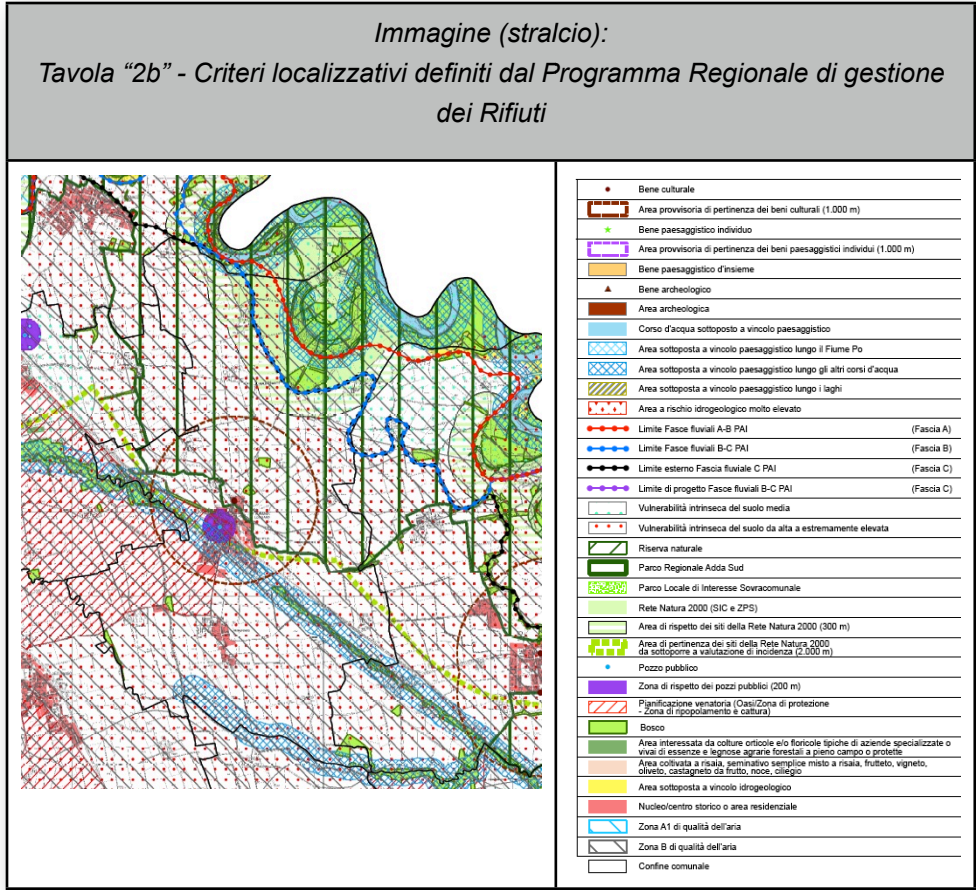 Immagine (stralcio):
Tavola “2b” - Criteri localizzativi definiti dal Programma Regionale di gestione
dei Rifiuti
Bene culturale
Area provvisoria di pertinenza dei beni culturali (1.000 m)
Bene paesaggistico individuo
Area provvisoria di pertinenza dei beni paesaggistici individui (1.000 m)
Bene paesaggistico d'insieme
Bene archeologico
Area archeologica
Corso d'acqua sottoposto a vincolo paesaggistico
Area sottoposta a vincolo paesaggistico lungo il Fiume Po
Area sottoposta a vincolo paesaggistico lungo gli altri corsi d'acqua
Area sottoposta a vincolo paesaggistico lungo i laghi
Area a rischio idrogeologico molto elevato
Limite Fasce fluviali A-B PAI (Fascia A)
Limite Fasce fluviali B-C PAI (Fascia B)
Limite esterno Fascia fluviale C PAI (Fascia C)
Limite di progetto Fasce fluviali B-C PAI (Fascia C)
Vulnerabilità intrinseca del suolo media
Vulnerabilità intrinseca del suolo da alta a estremamente elevata
Riserva naturale
Parco Regionale Adda Sud
Parco Locale di Interesse Sovracomunale
Rete Natura 2000 (SIC e ZPS)
Area di rispetto dei siti della Rete Natura 2000 (300 m)
Area di pertinenza dei siti della Rete Natura 2000
da sottoporre a valutazione di incidenza (2.000 m)
Pozzo pubblico
Zona di rispetto dei pozzi pubblici (200 m)
Pianificazione venatoria (Oasi/Zona di protezione
- Zona di ripopolamento e cattura)
Bosco
Area interessata da colture orticole e/o floricole tipiche di aziende specializzate o
vivai di essenze e legnose agrarie forestali a pieno campo o protette
Area coltivata a risaia, seminativo semplice misto a risaia, frutteto, vigneto,
oliveto, castagneto da frutto, noce, ciliegio
Area sottoposta a vincolo idrogeologico
Nucleo/centro storico o area residenziale
Zona A1 di qualità dell'aria
Zona B di qualità dell'aria
Confine comunale